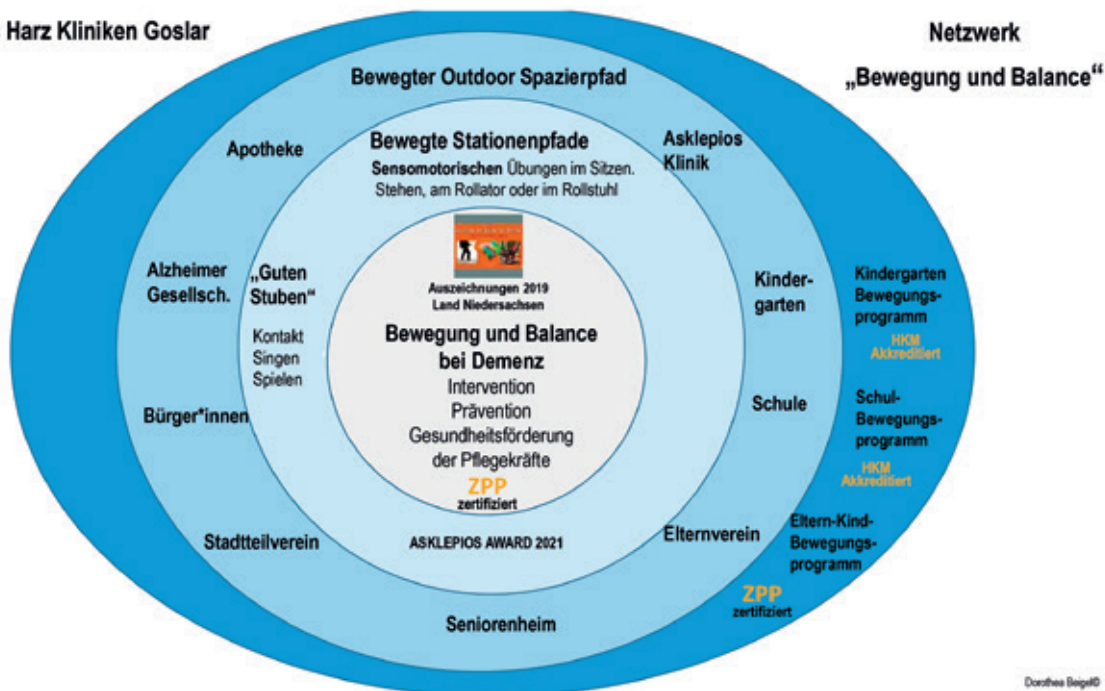 Harz Kliniken Goslar
Netzwerk
„Bewegung und Balance“
Bewegter Outdoor Spazierpfad
Apotheke
Bewegte Stationenpfade
Sensomotorischen Übungen im Sitzen.
Stehen, am Rollator oder im Rollstuhl
Asklepios
Klinik
Auszeichnungen 2019
Land Niedersachsen
Alzheimer
Gesellsch.
„Guten
Stuben“
Kontakt
Singen
Spielen
Bewegung und Balance
bei Demenz
Intervention
Prävention
Gesundheitsförderung
der Pflegekräfte
ZPP
zertifiziert
Kinder-
garten
Kindergarten
Bewegungs-
programm
HKM
Akkreditiert
Bürger*innen
Schule
Schul-
Bewegungs-
programm
HKM
Akkreditiert
Stadtteilverein
ASKLEPIOS AWARD 2021
Elternverein
Eltern-Kind-
Bewegungs-
programm
ZPP
zertifiziert
Seniorenheim
Dorothea Beigel©